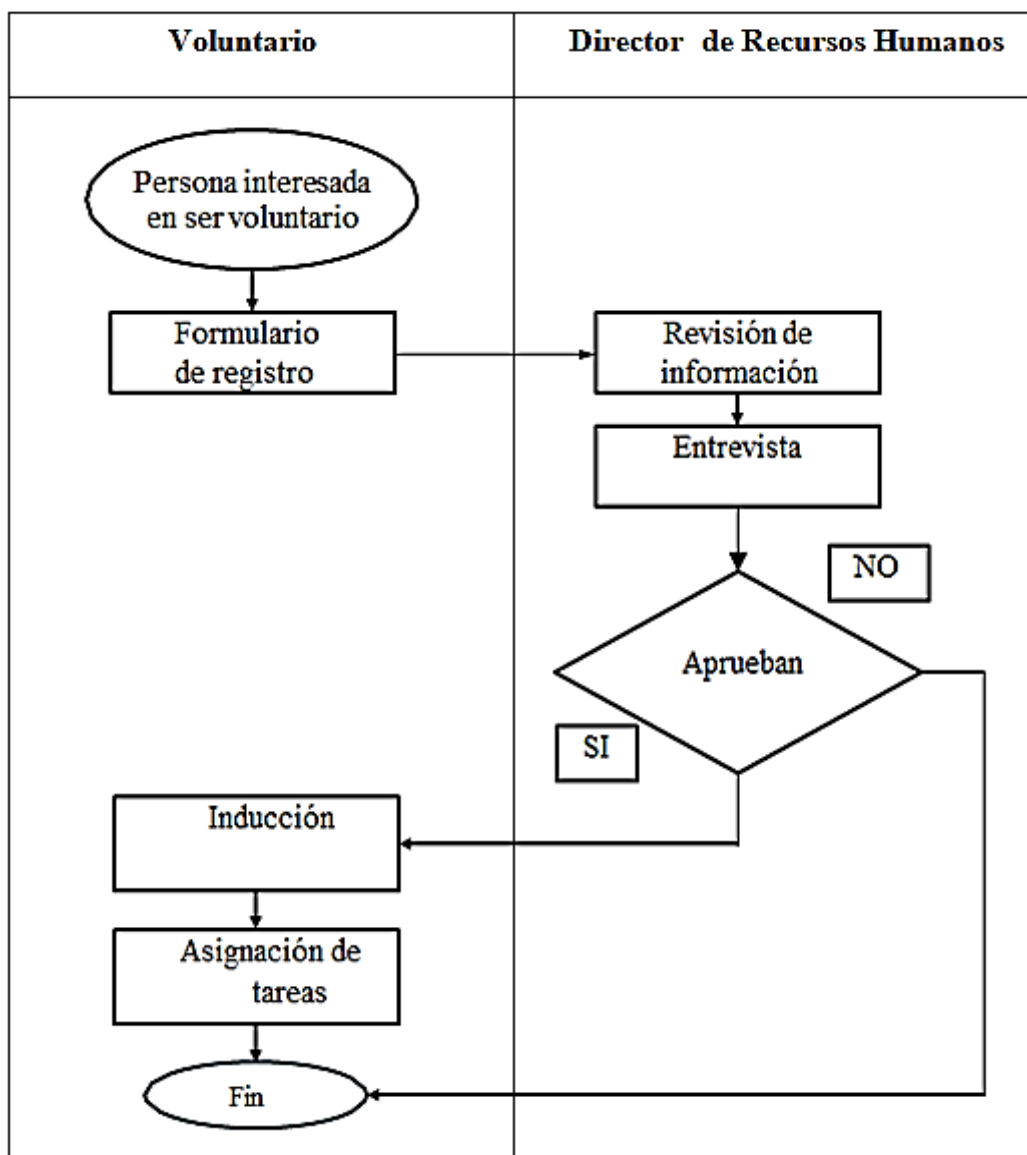 Voluntario
Director de Recursos Humanos
Persona interesada
en ser voluntario
Formulario
de registro
Revisión de
información
Entrevista
NO
Aprueban
SI
Inducción
Asignación de
tareas
Fin